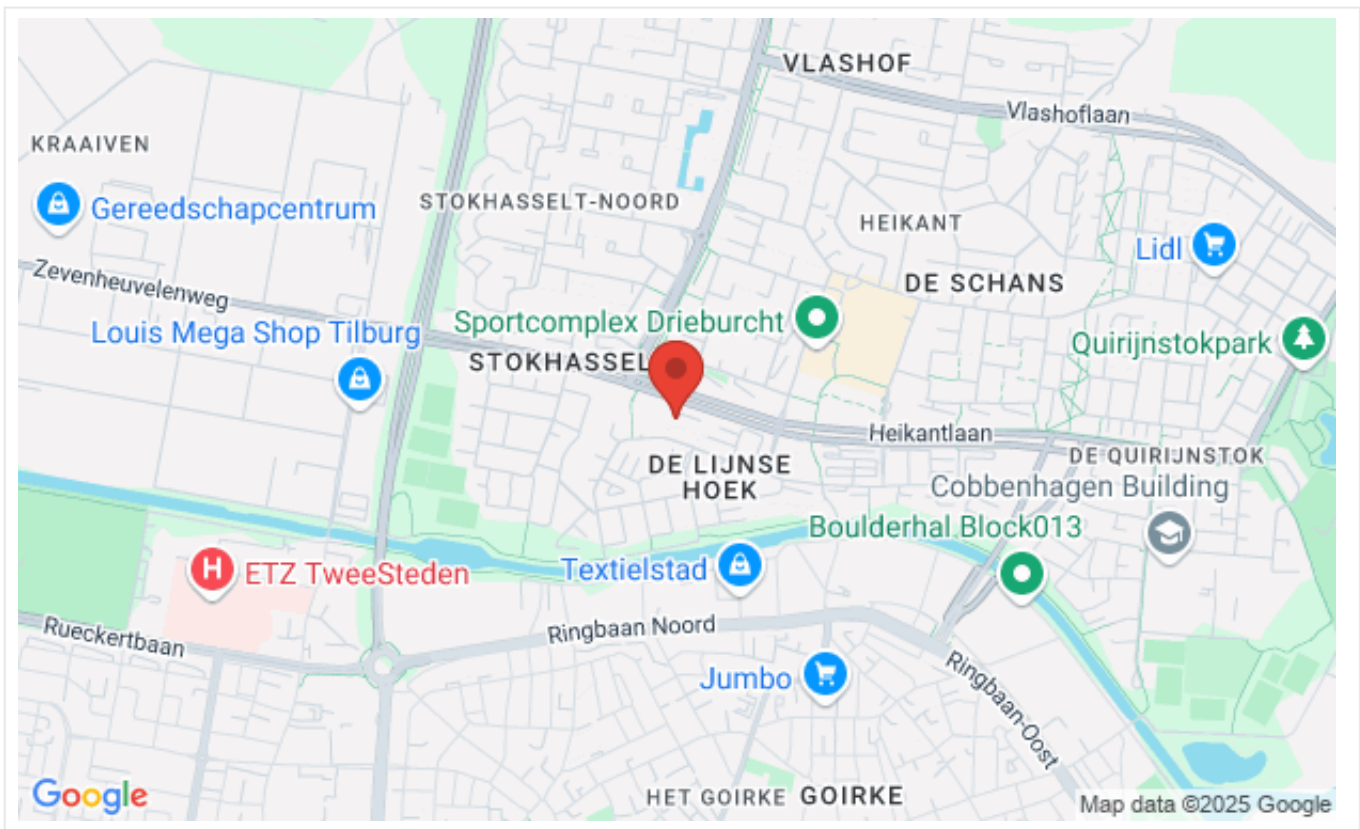 VLASHOF
Vlashoflaan
KRAAIVEN
Gereedschapcentrum
STOKHASSELT-NOORD
HEIKANT
Lidl
Zevenheuvelenweg
DE SCHANS
Louis Mega Shop Tilburg
Sportcomplex Drieburcht
Quirijnstokpark
STOKHASSEL
Heikantlaan
DE LIJNSE
HOEK
DE QUIRIJNSTOK
Cobbenhagen Building
Boulderhal Block013
ETZ TweeSteden
H
Textielstad
Rueckertbaan
Ringbaan Noord
Jumbo
Ringbaan-Oost
Google
HET GOIRKE
GOIRKE
Map data ©2025 Google